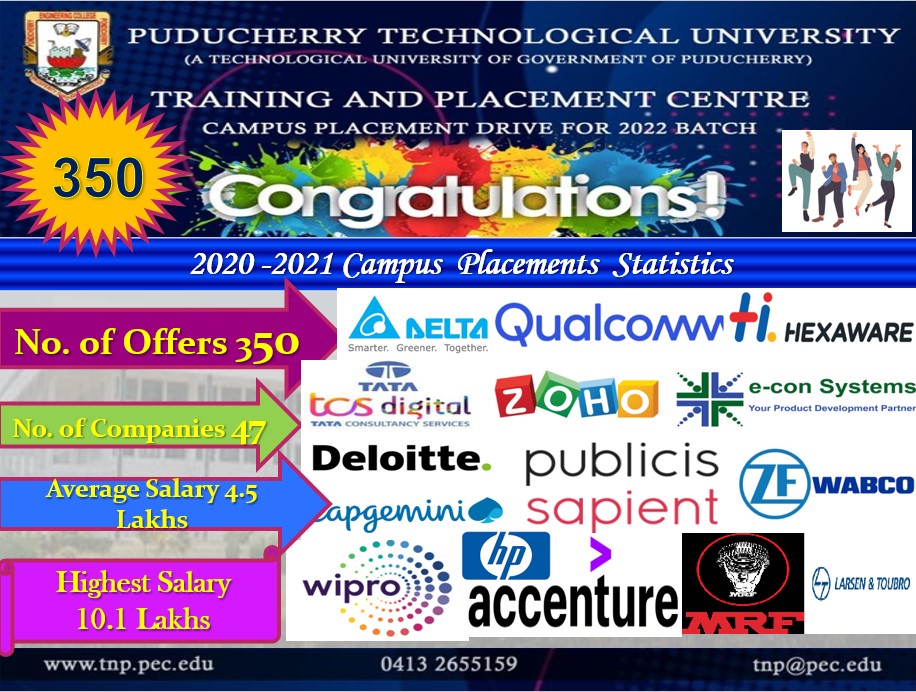 PUDUCHERRY TECHNOLOGICAL UNIVERSITY
(A TECHNOLOGICAL UNIVERSITY OF GOVERNMENT OF PUDUCHERRY)
TRAINING AND PLACEMENT CENTRE
CAMPUS PLACEMENT DRIVE FOR 2022 BATCH
350
Congratulations!
2020 -2021 Campus Placements Statistics
No. of Offers 350
No. of Companies 47
Average Salary 4.5
Lakhs
Highest Salary
10.1 Lakhs
DELTA
Smarter. Greener. Together.
Qualcomm
Hi.
HEXAWARE
TATA
tcs digital
TATA CONSULTANCY SERVICES
ZOHO
e-con Systems
Your Product Development Partner
Deloitte.
publicis
sapient
ZF WABCO
capgemini
wipro
hp
>
accenture
MRF
MRF
LARSEN & TOUBRO
www.tnp.pec.edu
0413 2655159
tnp@pec.edu